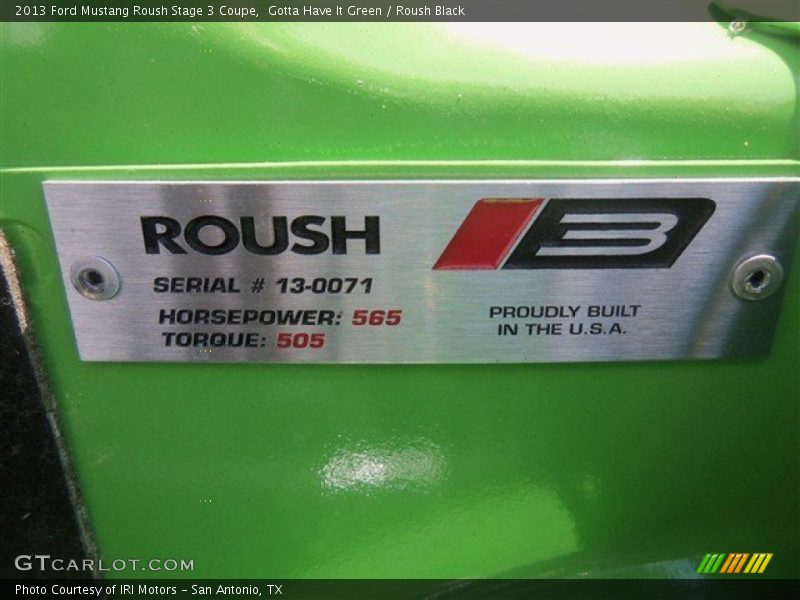 2013 Ford Mustang Roush Stage 3 Coupe,  Gotta Have It Green / Roush Black
ROUSH
3
SERIAL # 13-0071
HORSEPOWER: 565
TORQUE: 505
PROUDLY BUILT
IN THE U.S.A.
GTCARLOT.COM
Photo Courtesy of IRI Motors – San Antonio, TX